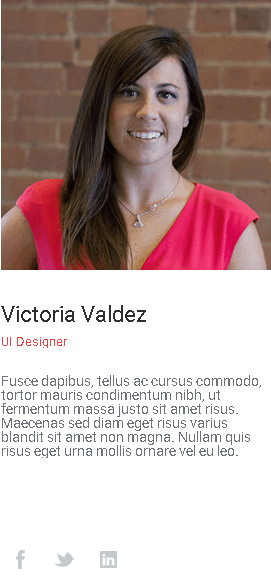 Victoria Valdez
UI Designer
Fusce dapibus, tellus ac cursus commodo,
tortor mauris condimentum nibh, ut
fermentum massa justo sit amet risus.
Maecenas sed diam eget risus varius
blandit sit amet non magna. Nullam quis
risus eget urna mollis ornare vel eu leo.